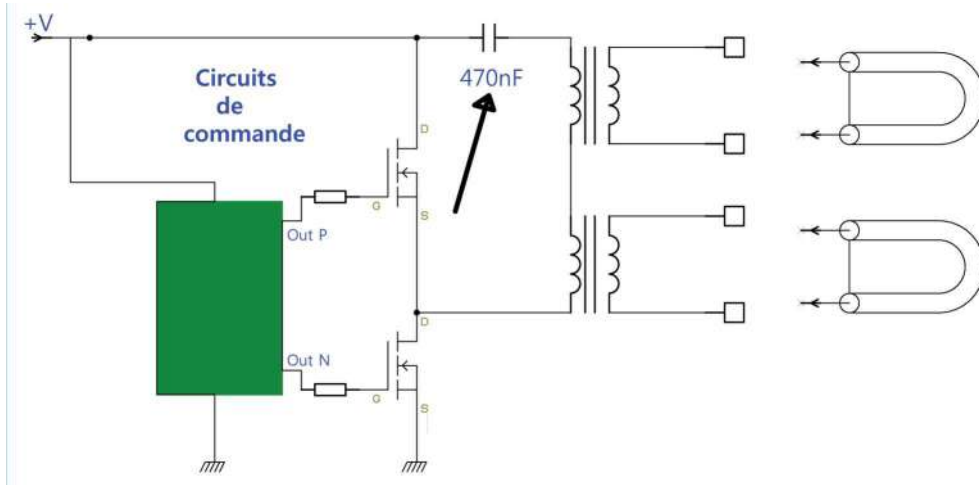 +V
Circuits
de
commande
470nF
D
G
S
Out P
D
Out N
G
S